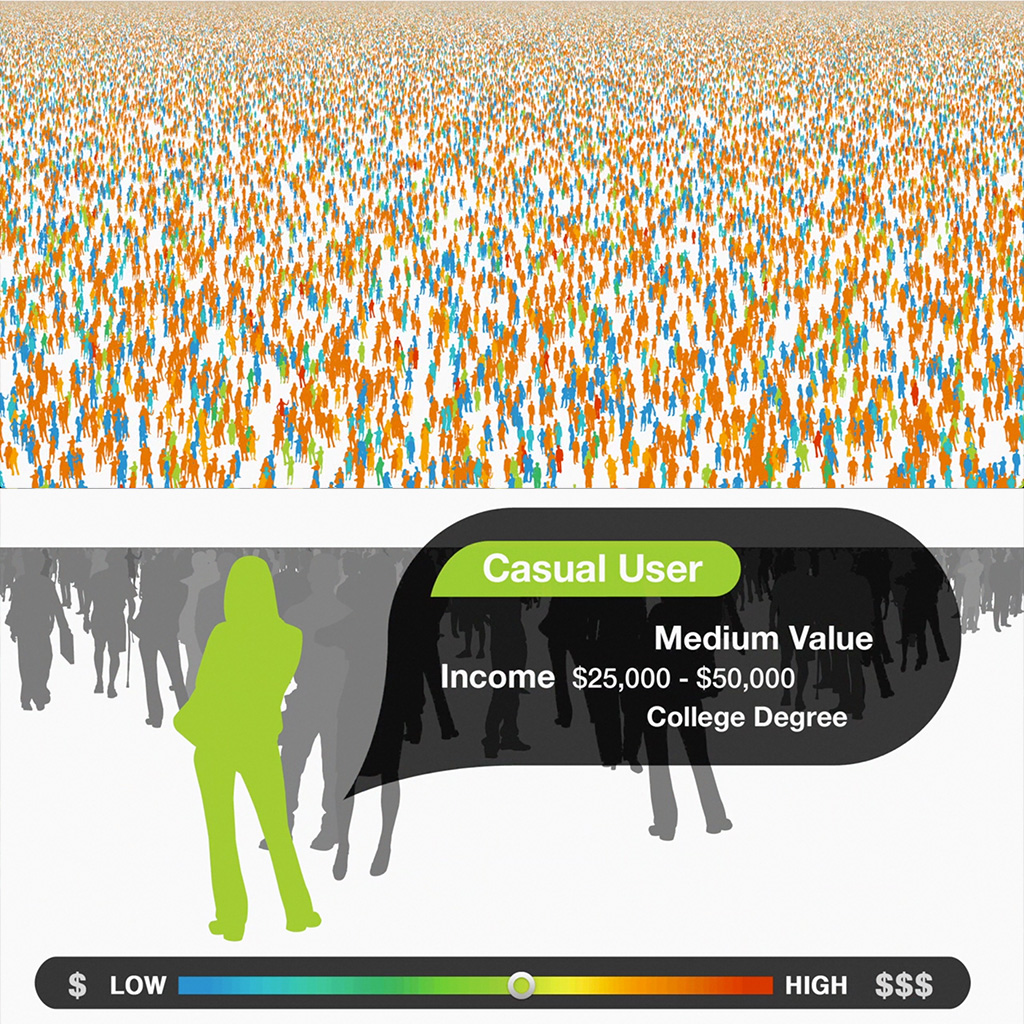 Casual User
Medium Value
Income $25,000 - $50,000
College Degree
$ LOW HIGH $$$